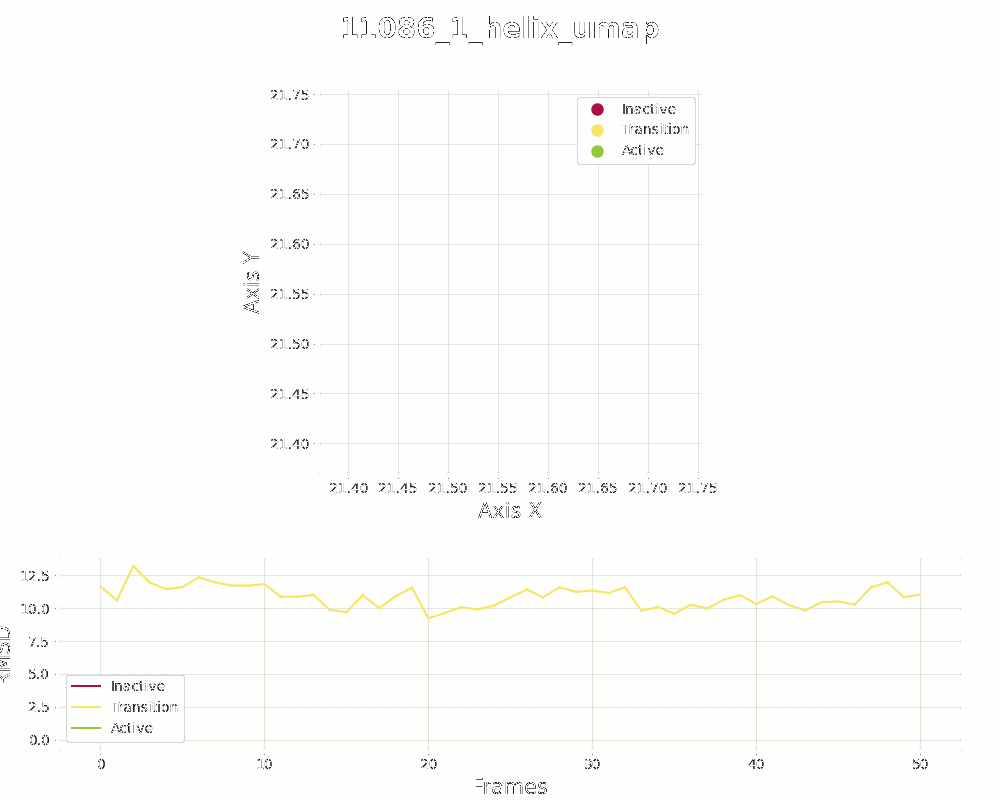 11086_1_helix_umap
21.75
21.70
21.65
21.60
21.55
21.50
21.45
21.40
Axis Y
Inactive
Transition
Active
21.40 21.45 21.50 21.55 21.60 21.65 21.70 21.75
Axis X
12.5
10.0
7.5
5.0
2.5
0.0
RMSD
Inactive
Transition
Active
0 10 20 30 40 50
Frames